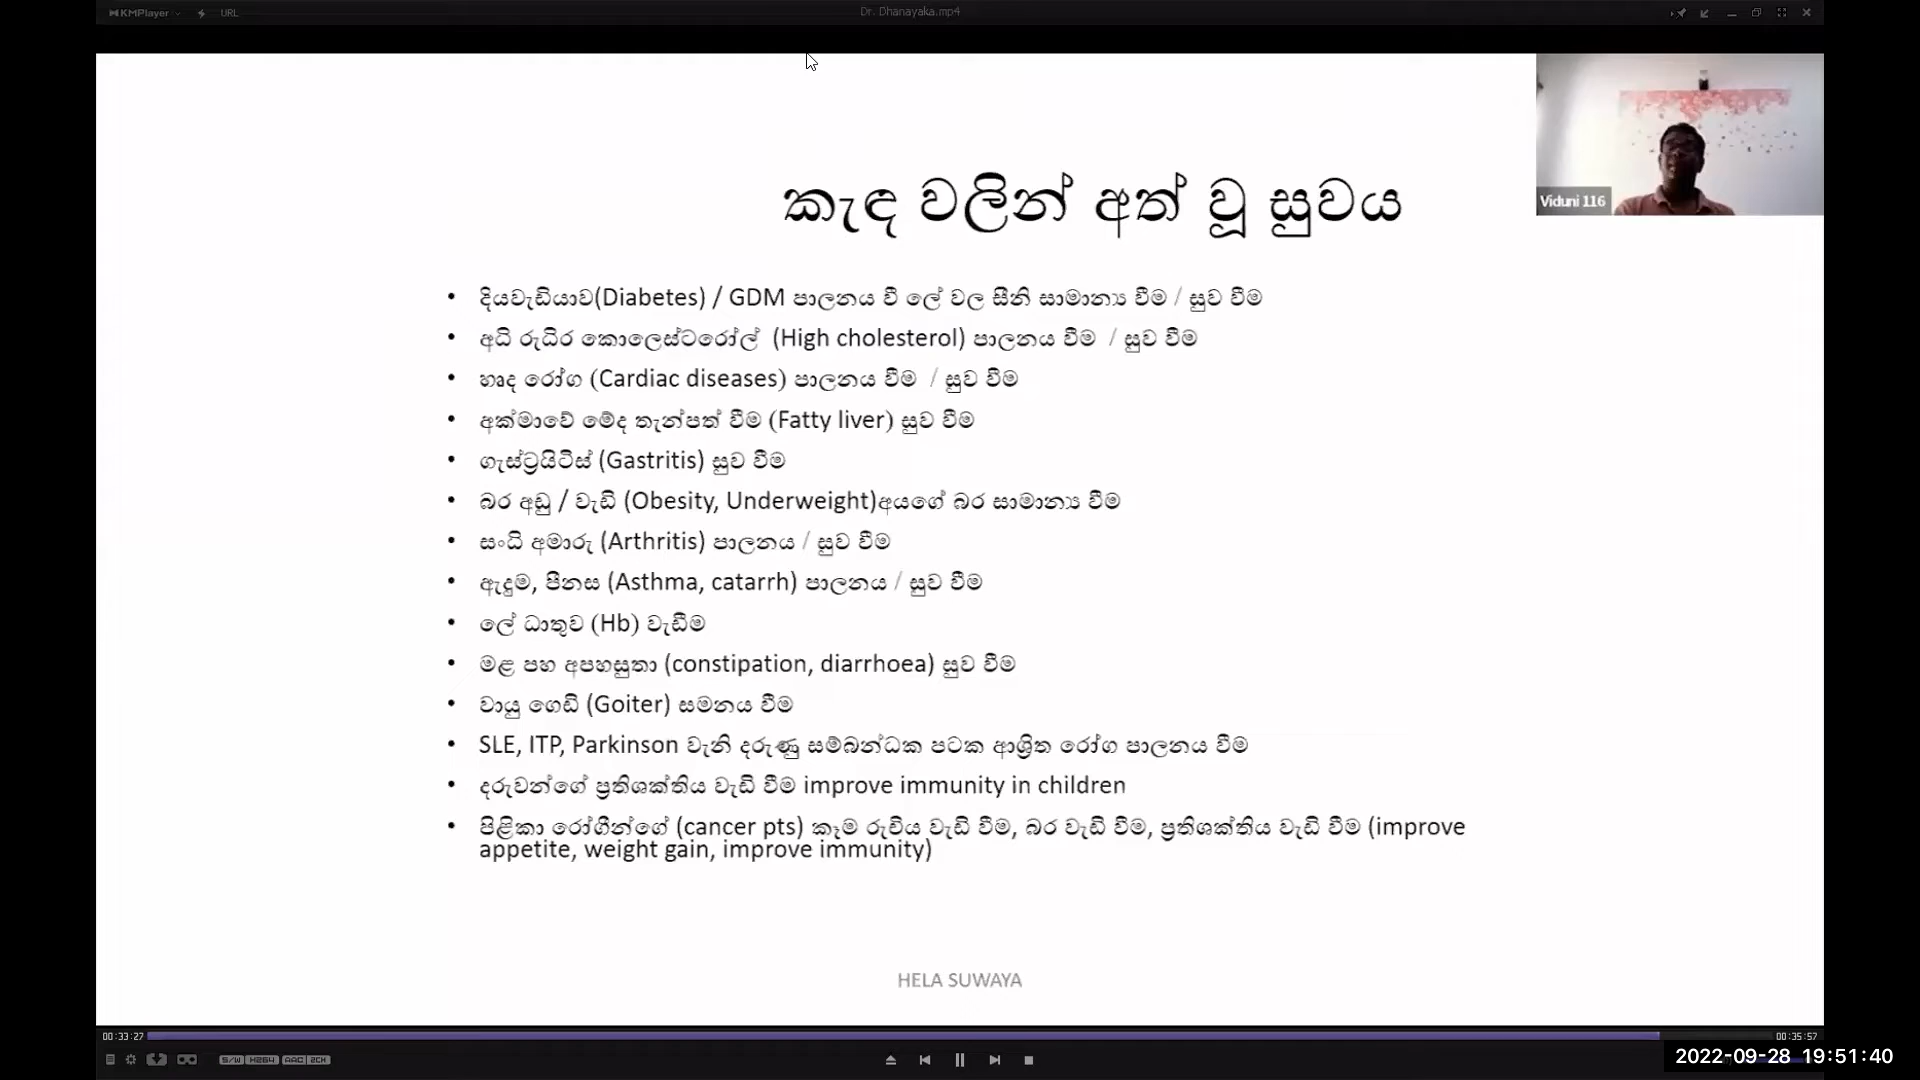 KMPlayer
URL
Dr. Dhanayaka.mp4
Viduni 116
කැඳ වලින් අත් වූ සුවය
• දියවැඩියාව(Diabetes) / GDM පාලනය වී ලේ වල සීනි සාමාන්‍ය වීම / සුව වීම
• අධි රුධිර කොලෙස්ටරෝල් (High cholesterol) පාලනය වීම / සුව වීම
• හෘද රෝග (Cardiac diseases) පාලනය වීම / සුව වීම
• අක්මාවේ මේද තැන්පත් වීම (Fatty liver) සුව වීම
• ගැස්ට්‍රයිටිස් (Gastritis) සුව වීම
• බර අඩු / වැඩි (Obesity, Underweight)අයගේ බර සාමාන්‍ය වීම
• සංධි අමාරු (Arthritis) පාලනය / සුව වීම
• ඇදුම, පීනස (Asthma, catarrh) පාලනය / සුව වීම
• ලේ ධාතුව (Hb) වැඩීම
• මළ පහ අපහසුතා (constipation, diarrhoea) සුව වීම
• වායු ගෙඩි (Goiter) සමනය වීම
• SLE, ITP, Parkinson වැනි දරුණු සම්බන්ධක පටක ආශ්‍රිත රෝග පාලනය වීම
• දරුවන්ගේ ප්‍රතිශක්තිය වැඩි වීම improve immunity in children
• පිළිකා රෝගීන්ගේ (cancer pts) කෑම රුචිය වැඩි වීම, බර වැඩි වීම, ප්‍රතිශක්තිය වැඩි වීම (improve
appetite, weight gain, improve immunity)
HELA SUWAYA
00:33:27
00:35:57
S/W H264 AAC 2CH
2022-09-28 19:51:40